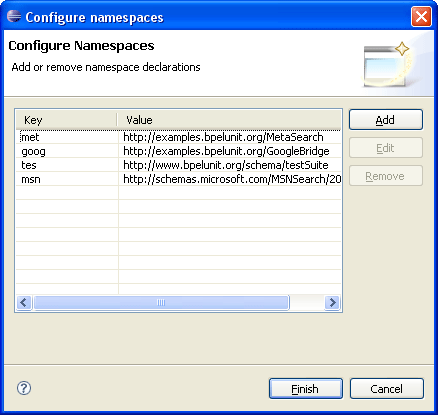 Configure namespaces
Configure Namespaces
Add or remove namespace declarations
Key Value
met http://examples.bpelunit.org/MetaSearch
goog http://examples.bpelunit.org/GoogleBridge
tes http://www.bpelunit.org/schema/testSuite
msn http://schemas.microsoft.com/MSNSearch/20
Add
Edit
Remove
?
Finish Cancel